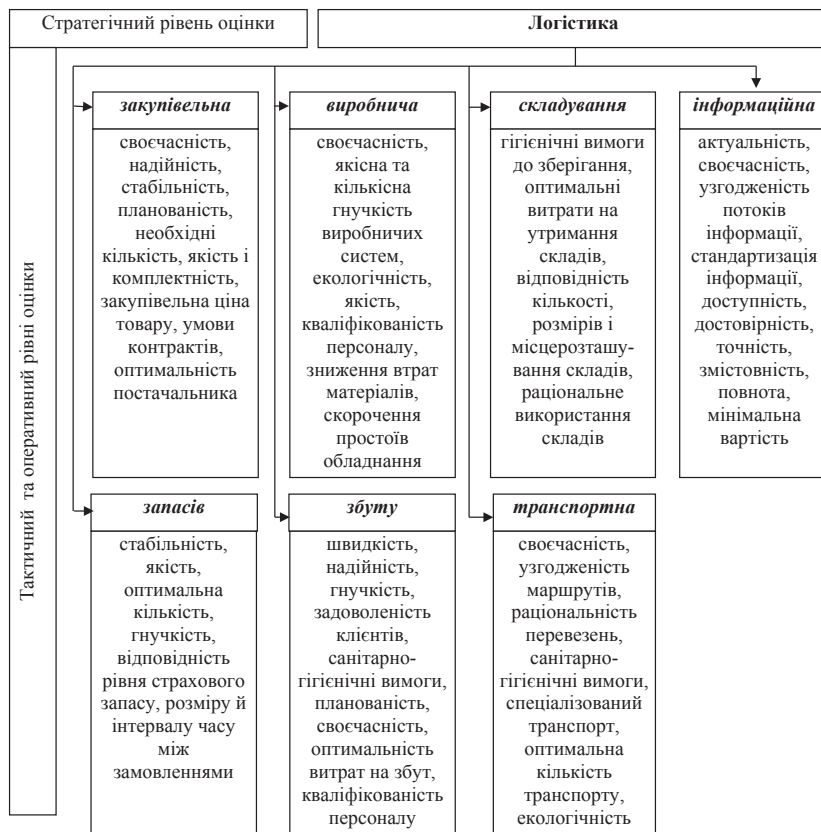 Стратегічний рівень оцінки
Логістика
Тактичний та оперативний рівні оцінки
закупівельна
своєчасність,
надійність,
стабільність,
планованість,
необхідні
кількість, якість і
комплектність,
закупівельна ціна
товару, умови
контрактів,
оптимальність
постачальника
виробнича
своєчасність,
якісна та
кількісна
гнучкість
виробничих
систем,
екологічність,
якість,
кваліфікованість
персоналу,
зниження втрат
матеріалів,
скорочення
простоїв
обладнання
складування
гігієнічні вимоги
до зберігання,
оптимальні
витрати на
утримання
складів,
відповідність
кількості,
розмірів і
місцерозташу-
вання складів,
раціональне
використання
складів
інформаційна
актуальність,
своєчасність,
узгодженість
потоків
інформації,
стандартизація
інформації,
доступність,
достовірність,
точність,
змістовність,
повнота,
мінімальна
вартість
запасів
стабільність,
якість,
оптимальна
кількість,
гнучкість,
відповідність
рівня страхового
запасу, розміру й
інтервалу часу
між
замовленнями
збуту
швидкість,
надійність,
гнучкість,
задоволеність
клієнтів,
санітарно-
гігієнічні вимоги,
планованість,
своєчасність,
оптимальність
витрат на збут,
кваліфікованість
персоналу
транспортна
своєчасність,
узгодженість
маршрутів,
раціональність
перевезень,
санітарно-
гігієнічні вимоги,
спеціалізований
транспорт,
оптимальна
кількість
транспорту,
екологічність